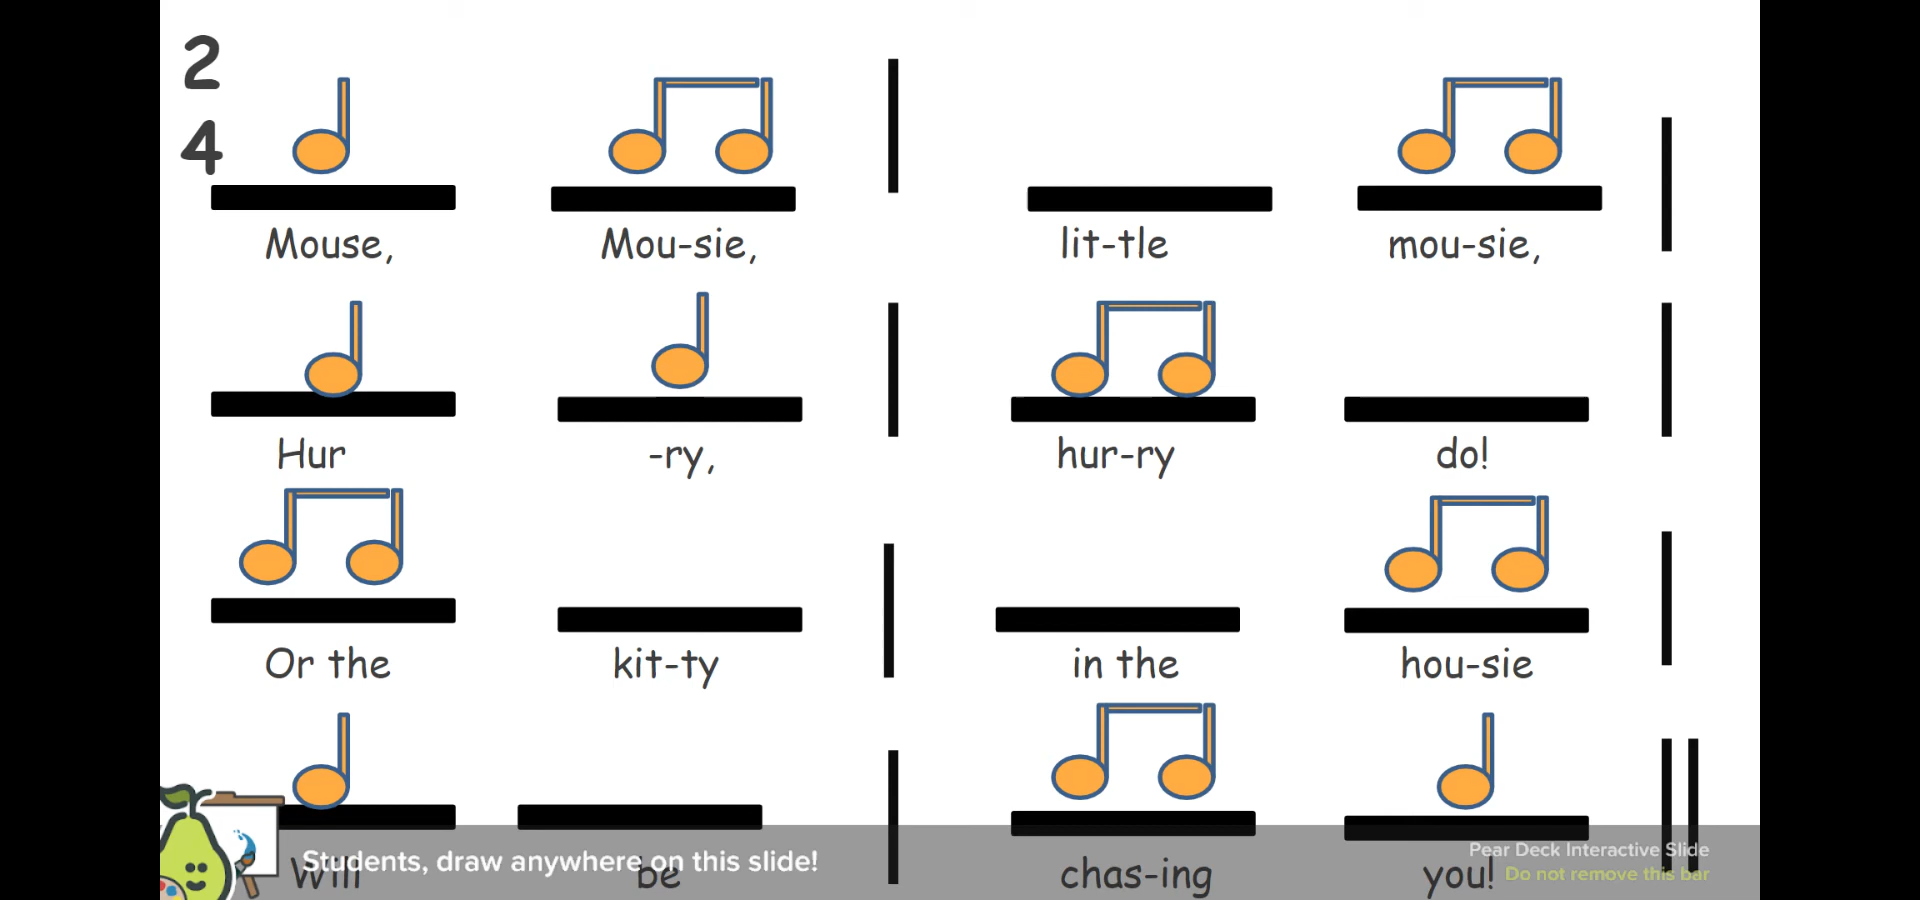 2
4
Mouse, Mou-sie, lit-tle mou-sie,
Hur -ry, hur-ry do!
Or the kit-ty in the hou-sie
Will be chas-ing you!
Students, draw anywhere on this slide!
Pear Deck Interactive Slide
Do not remove this bar